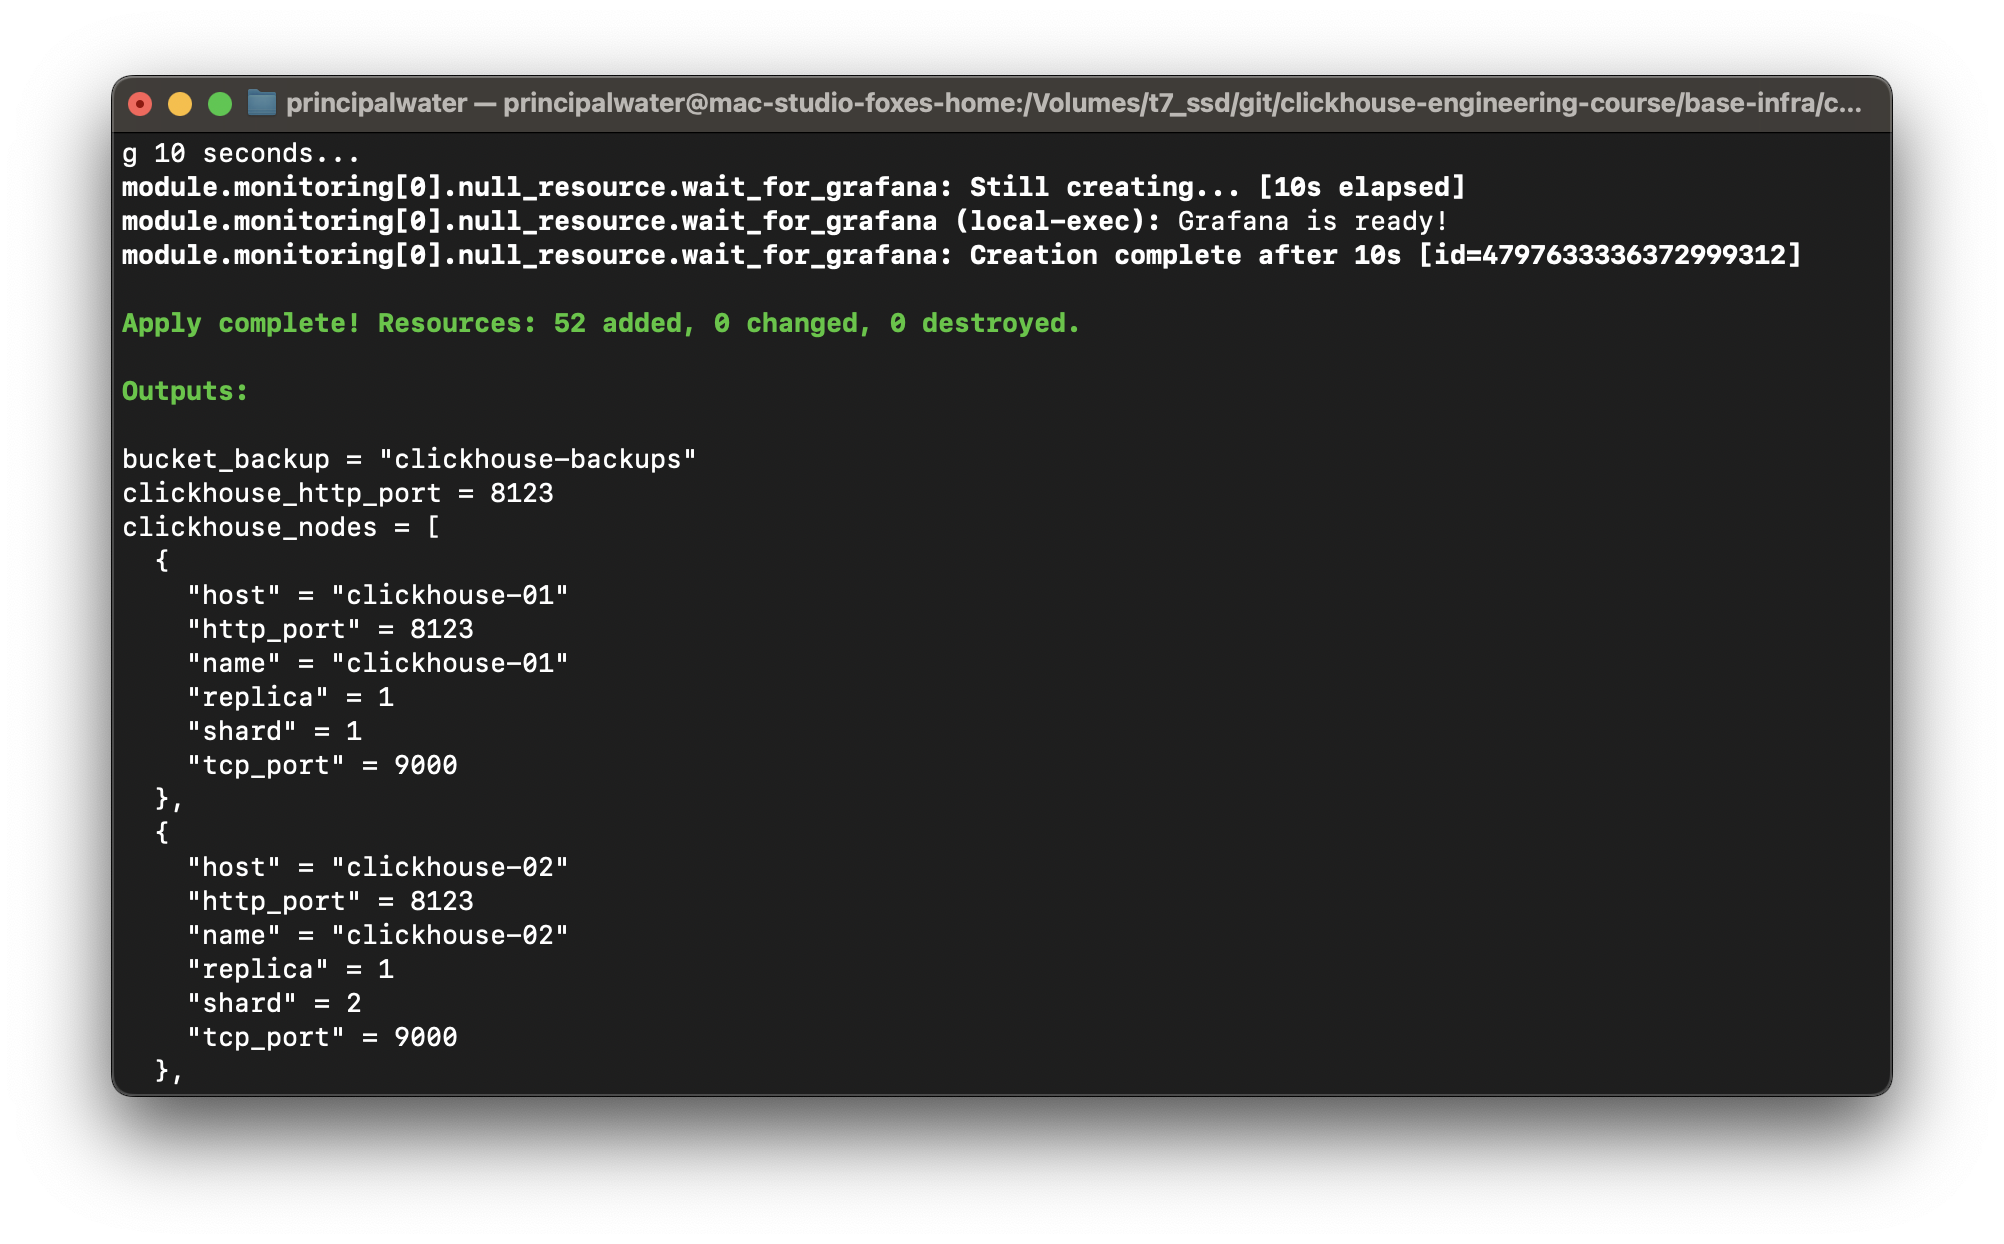 principalwater — principalwater@mac-studio-foxes-home:/Volumes/t7_ssd/git/clickhouse-engineering-course/base-infra/c...
g 10 seconds...
module.monitoring[0].null_resource.wait_for_grafana: Still creating... [10s elapsed]
module.monitoring[0].null_resource.wait_for_grafana (local-exec): Grafana is ready!
module.monitoring[0].null_resource.wait_for_grafana: Creation complete after 10s [id=4797633336372999312]

Apply complete! Resources: 52 added, 0 changed, 0 destroyed.

Outputs:

bucket_backup = "clickhouse-backups"
clickhouse_http_port = 8123
clickhouse_nodes = [
  {
    "host" = "clickhouse-01"
    "http_port" = 8123
    "name" = "clickhouse-01"
    "replica" = 1
    "shard" = 1
    "tcp_port" = 9000
  },
  {
    "host" = "clickhouse-02"
    "http_port" = 8123
    "name" = "clickhouse-02"
    "replica" = 1
    "shard" = 2
    "tcp_port" = 9000
  },